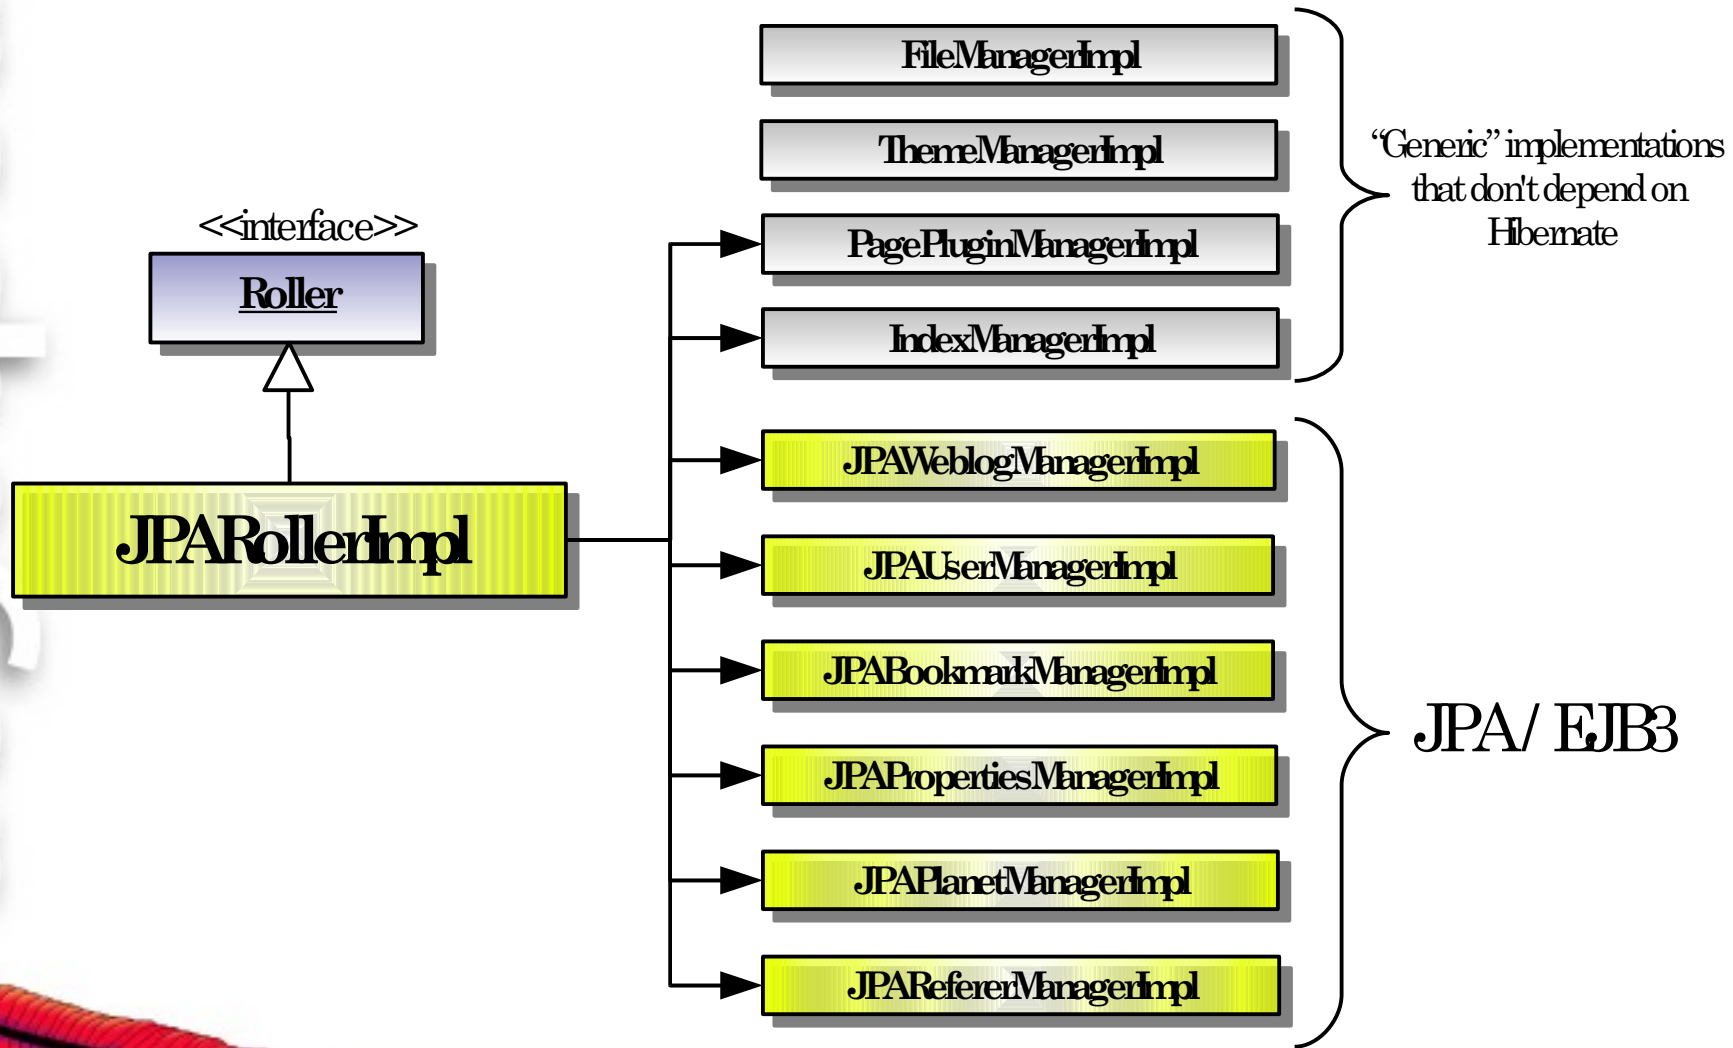 FileManagerImpl
ThemeManagerImpl
PagePluginManagerImpl
IndexManagerImpl
“Generic” implementations
that don't depend on
Hibernate
<<interface>>
Roller
JPARollerImpl
JPAWeblogManagerImpl
JPAUserManagerImpl
JPABookmarkManagerImpl
JPAPropertiesManagerImpl
JPAPlanetManagerImpl
JPARefererManagerImpl
JPA / EJB3